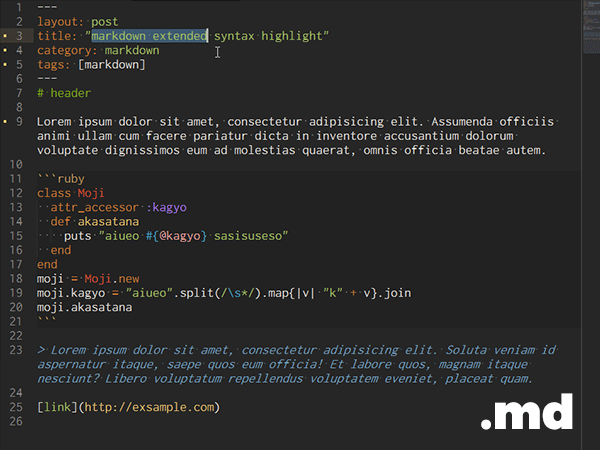 1 ---
2 layout: post
3 title: "markdown extended syntax highlight"
4 category: markdown
5 tags: [markdown]
6 ---
7 # header
8
9 Lorem ipsum dolor sit amet, consectetur adipisicing elit. Assumenda officiis
animi ullam cum facere pariatur dicta in inventore accusantium dolorum
voluptate dignissimos eum ad molestias quaerat, omnis officia beatae autem.
10
11 ```ruby
12 class Moji
13   attr_accessor :kagyo
14   def akasatana
15     puts "aiueo #{@kagyo} sasisuseso"
16   end
17 end
18 moji = Moji.new
19 moji.kagyo = "aiueo".split(/\s*/).map{|v| "k" + v}.join
20 moji.akasatana
21 ```
22
23 > Lorem ipsum dolor sit amet, consectetur adipisicing elit. Soluta veniam id
aspernatur itaque, saepe quos eum officia! Et labore quos, magnam itaque
nesciunt? Libero voluptatum repellendus voluptatem eveniet, placeat quam.
24
25 [link](http://exsample.com)
26
.md